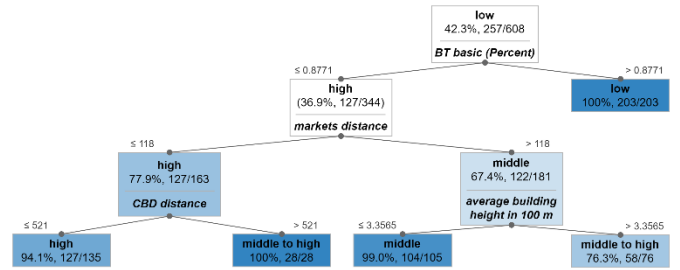 low
42.3%, 257/608
BT basic (Percent)
≤ 0.8771
> 0.8771
high
(36.9%, 127/344)
markets distance
low
100%, 203/203
≤ 118
> 118
high
77.9%, 127/163
CBD distance
middle
67.4%, 122/181
average building
height in 100 m
≤ 521
> 521
≤ 3.3565
> 3.3565
high
94.1%, 127/135
middle to high
100%, 28/28
middle
99.0%, 104/105
middle to high
76.3%, 58/76